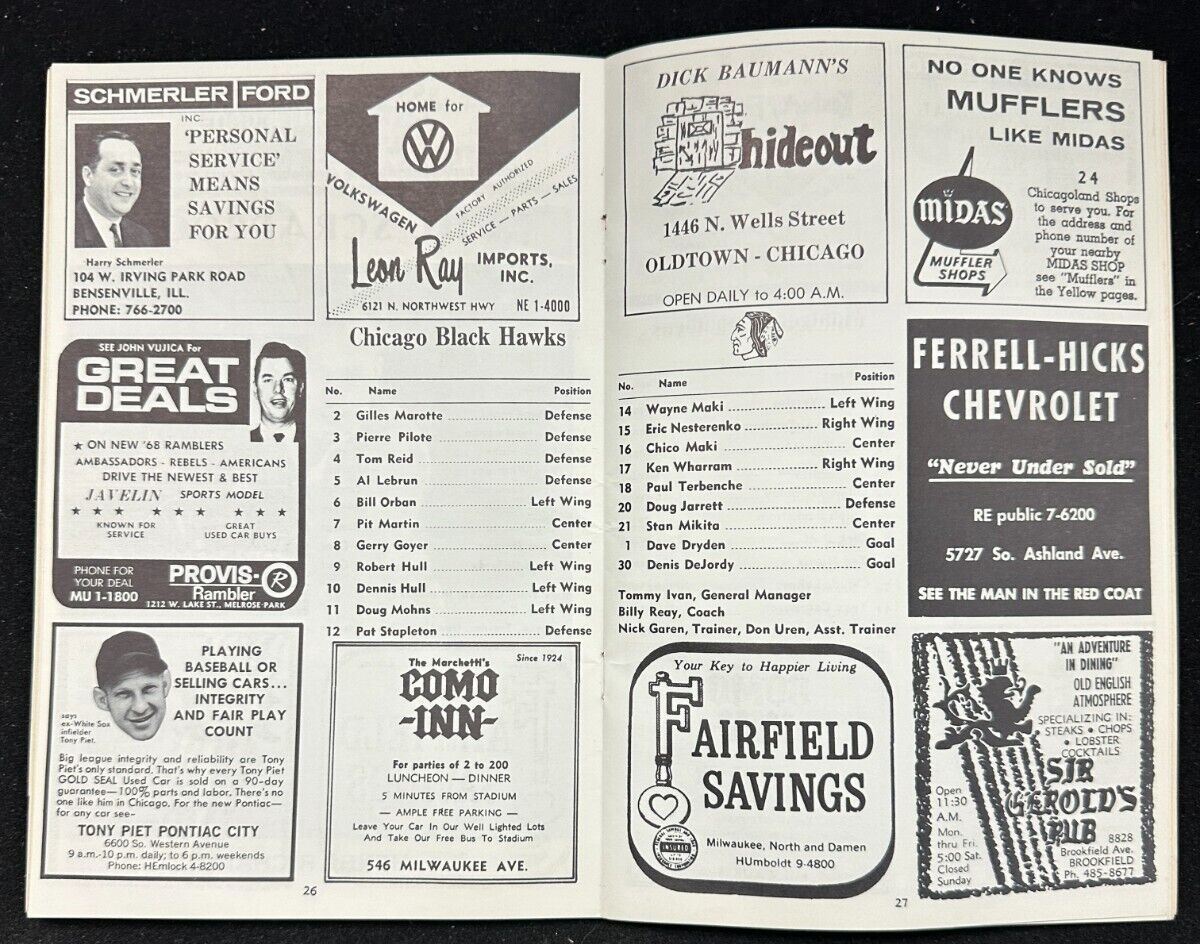 SCHMERLER FORD
INC.
'PERSONAL
SERVICE'
MEANS
SAVINGS
FOR YOU
Harry Schmerler
104 W. IRVING PARK ROAD
BENSENVILLE, ILL.
PHONE: 766-2700
SEE JOHN VUJICA For
GREAT
DEALS
★ ON NEW '68 RAMBLERS
AMBASSADORS - REBELS - AMERICANS
DRIVE THE NEWEST & BEST
JAVELIN SPORTS MODEL
★ ★ ★ ★ ★ ★ ★ ★ ★
KNOWN FOR
SERVICE
GREAT
USED CAR BUYS
PHONE FOR
YOUR DEAL
MU 1-1800
PROVIS-
Rambler
R
1212 W. LAKE ST., MELROSE PARK
PLAYING
BASEBALL OR
SELLING CARS...
INTEGRITY
AND FAIR PLAY
COUNT
says
ex-White Sox
infielder
Tony Piet.
Big league integrity and reliability are Tony
Piet's only standard. That's why every Tony Piet
GOLD SEAL Used Car is sold on a 90-day
guarantee—100% parts and labor. There's no
one like him in Chicago. For the new Pontiac—
for any car see-
TONY PIET PONTIAC CITY
6600 So. Western Avenue
9 a.m.-10 p.m. daily; to 6 p.m. weekends
Phone: HEmlock 4-8200
HOME for
VW
VOLKSWAGEN
FACTORY AUTHORIZED
SERVICE - PARTS - SALES
Leon Ray IMPORTS,
INC.
6121 N. NORTHWEST HWY NE 1-4000
Chicago Black Hawks
No. Name Position
2 Gilles Marotte Defense
3 Pierre Pilote Defense
4 Tom Reid Defense
5 Al Lebrun Defense
6 Bill Orban Left Wing
7 Pit Martin Center
8 Gerry Goyer Center
9 Robert Hull Left Wing
10 Dennis Hull Left Wing
11 Doug Mohns Left Wing
12 Pat Stapleton Defense
The Marchetti's
Since 1924
COMO
-INN-
For parties of 2 to 200
LUNCHEON — DINNER
5 MINUTES FROM STADIUM
- AMPLE FREE PARKING -
Leave Your Car In Our Well Lighted Lots
And Take Our Free Bus To Stadium
546 MILWAUKEE AVE.
26
DICK BAUMANN'S
hideout
1446 N. Wells Street
OLDTOWN - CHICAGO
OPEN DAILY to 4:00 A.M.
No. Name Position
14 Wayne Maki Left Wing
15 Eric Nesterenko Right Wing
16 Chico Maki Center
17 Ken Wharram Right Wing
18 Paul Terbenche Center
20 Doug Jarrett Defense
21 Stan Mikita Center
1 Dave Dryden Goal
30 Denis DeJordy Goal
Tommy Ivan, General Manager
Billy Reay, Coach
Nick Garen, Trainer, Don Uren, Asst. Trainer
Your Key to Happier Living
FAIRFIELD
SAVINGS
INSURED
Milwaukee, North and Damen
HUmboldt 9-4800
NO ONE KNOWS
MUFFLERS
LIKE MIDAS
MIDAS
MUFFLER
SHOPS
24
Chicagoland Shops
to serve you. For
the address and
phone number of
your nearby
MIDAS SHOP
see "Mufflers" in
the Yellow pages.
FERRELL-HICKS
CHEVROLET
"Never Under Sold"
RE public 7-6200
5727 So. Ashland Ave.
SEE THE MAN IN THE RED COAT
"AN ADVENTURE
IN DINING"
OLD ENGLISH
ATMOSPHERE
SPECIALIZING IN:
STEAKS • CHOPS
• LOBSTER
COCKTAILS
SIR
GEROLD'S
PUB
Open
11:30
A.M.
Mon.
thru Fri.
5:00 Sat.
Closed
Sunday
8828
Brookfield Ave.
BROOKFIELD
Ph. 485-8677
27